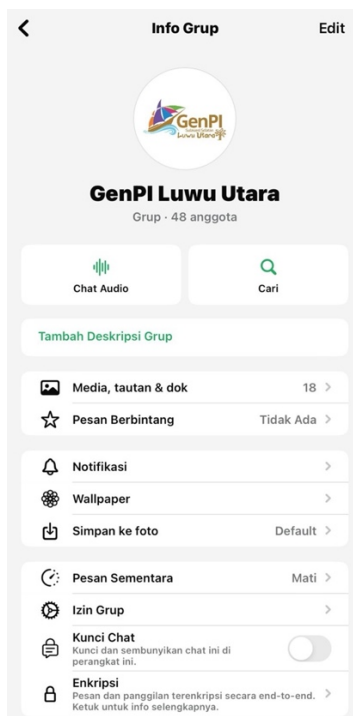 Info Grup
Edit
GenPI
Luwu Utara
GenPI Luwu Utara
Grup · 48 anggota
Chat Audio
Cari
Tambah Deskripsi Grup
Media, tautan & dok
18
Pesan Berbintang
Tidak Ada
Notifikasi
Wallpaper
Simpan ke foto
Default
Pesan Sementara
Mati
Izin Grup
Kunci Chat
Kunci dan sembunyikan chat ini di
perangkat ini.
Enkripsi
Pesan dan panggilan terenkripsi secara end-to-end.
Ketuk untuk info selengkapnya.